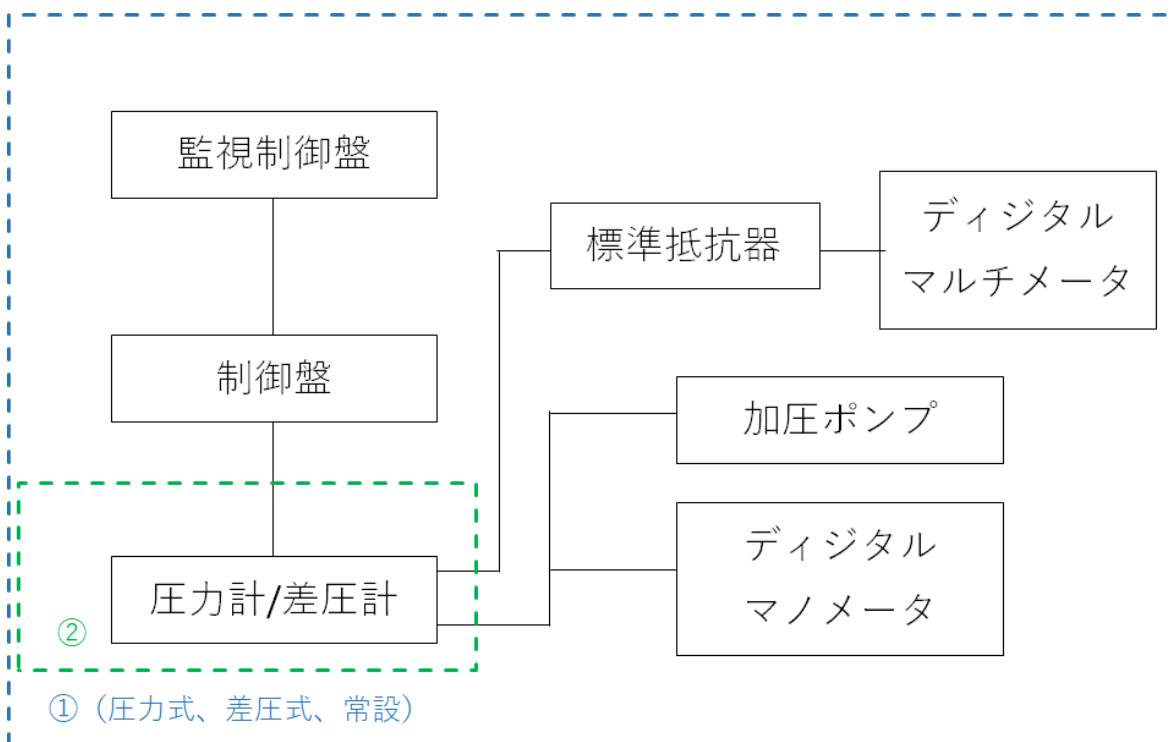 監視制御盤
標準抵抗器
ディジタル
マルチメータ
制御盤
加圧ポンプ
ディジタル
マノメータ
圧力計/差圧計
②
①（圧力式、差圧式、常設）